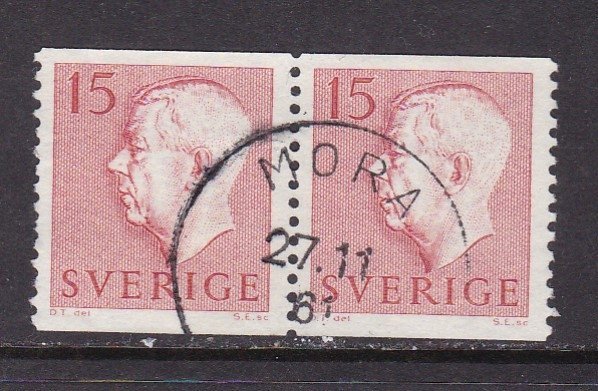 15 15
MORA
27.11
61
SVERIGE SVERIGE
D.T. del S.E.sc D.T. del S.E.sc